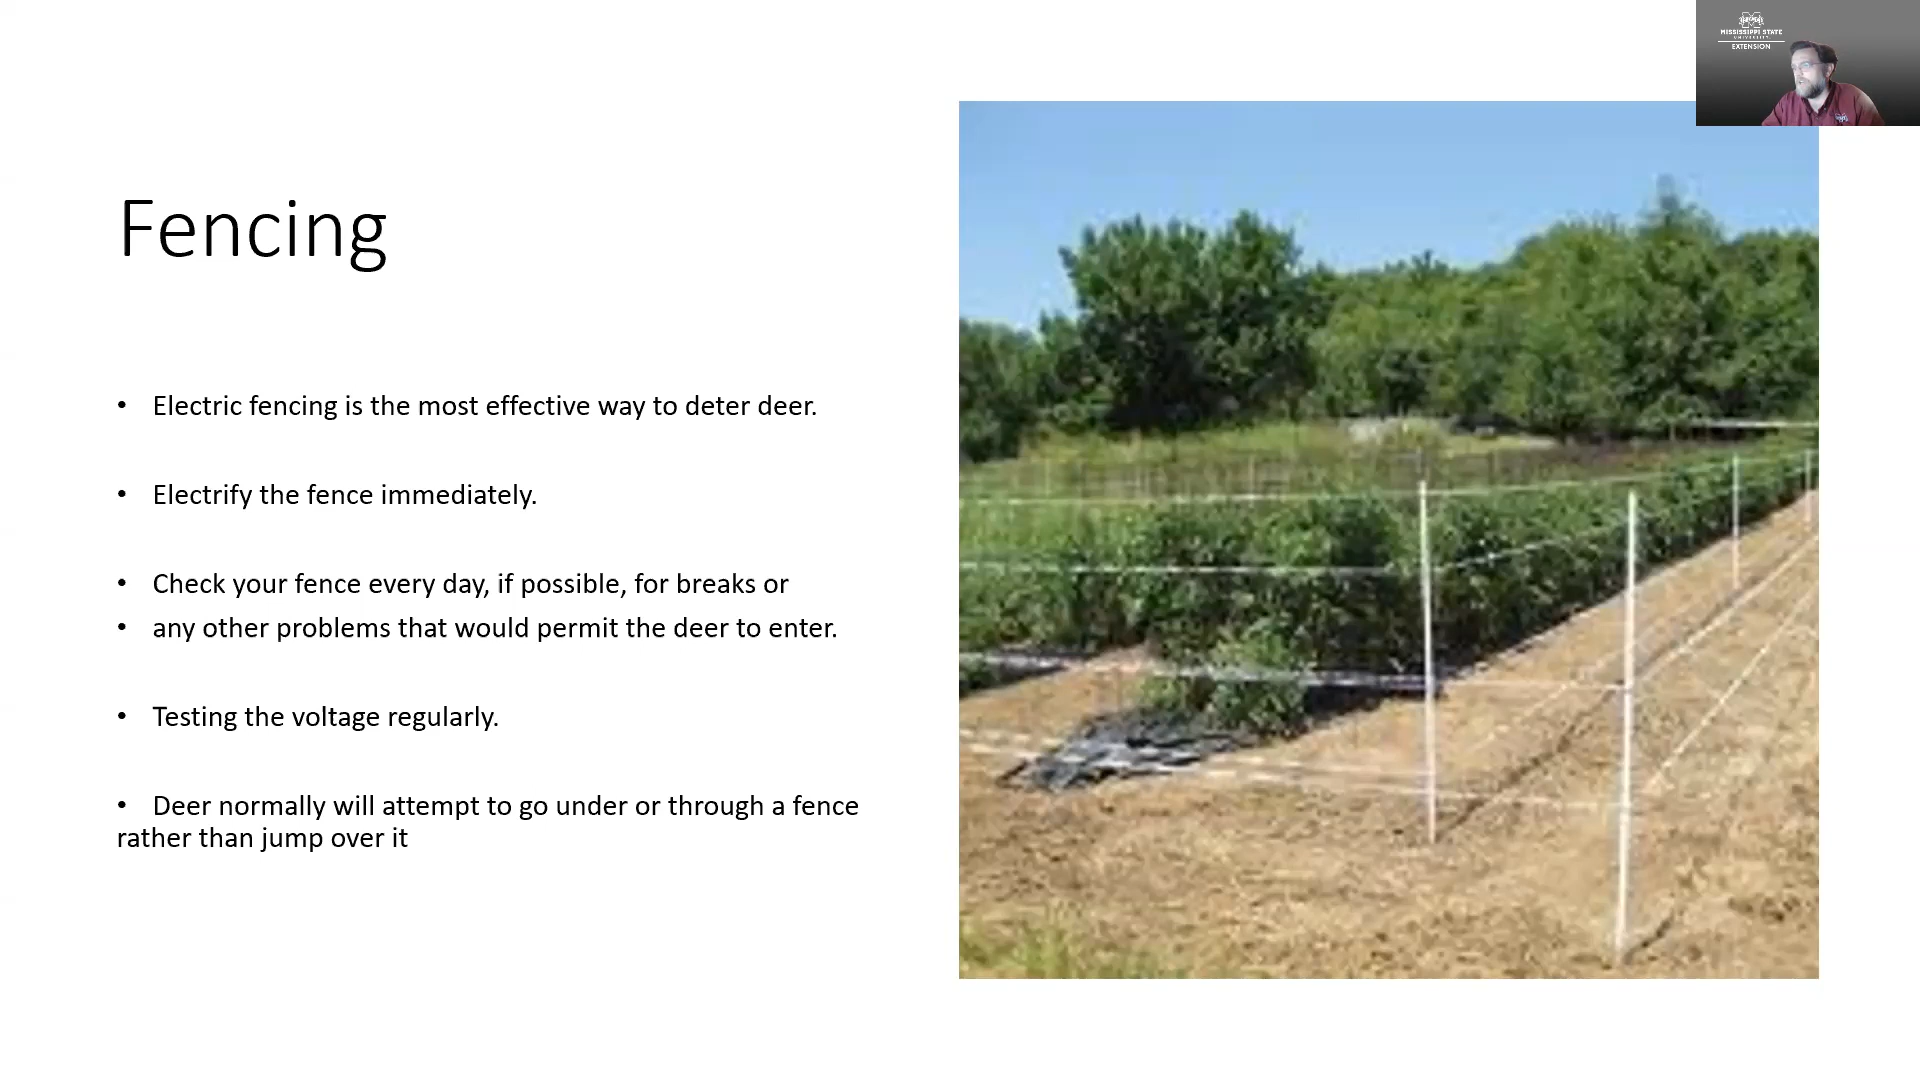 MISSISSIPPI STATE
UNIVERSITY
EXTENSION
Fencing
• Electric fencing is the most effective way to deter deer.
• Electrify the fence immediately.
• Check your fence every day, if possible, for breaks or
• any other problems that would permit the deer to enter.
• Testing the voltage regularly.
• Deer normally will attempt to go under or through a fence
rather than jump over it